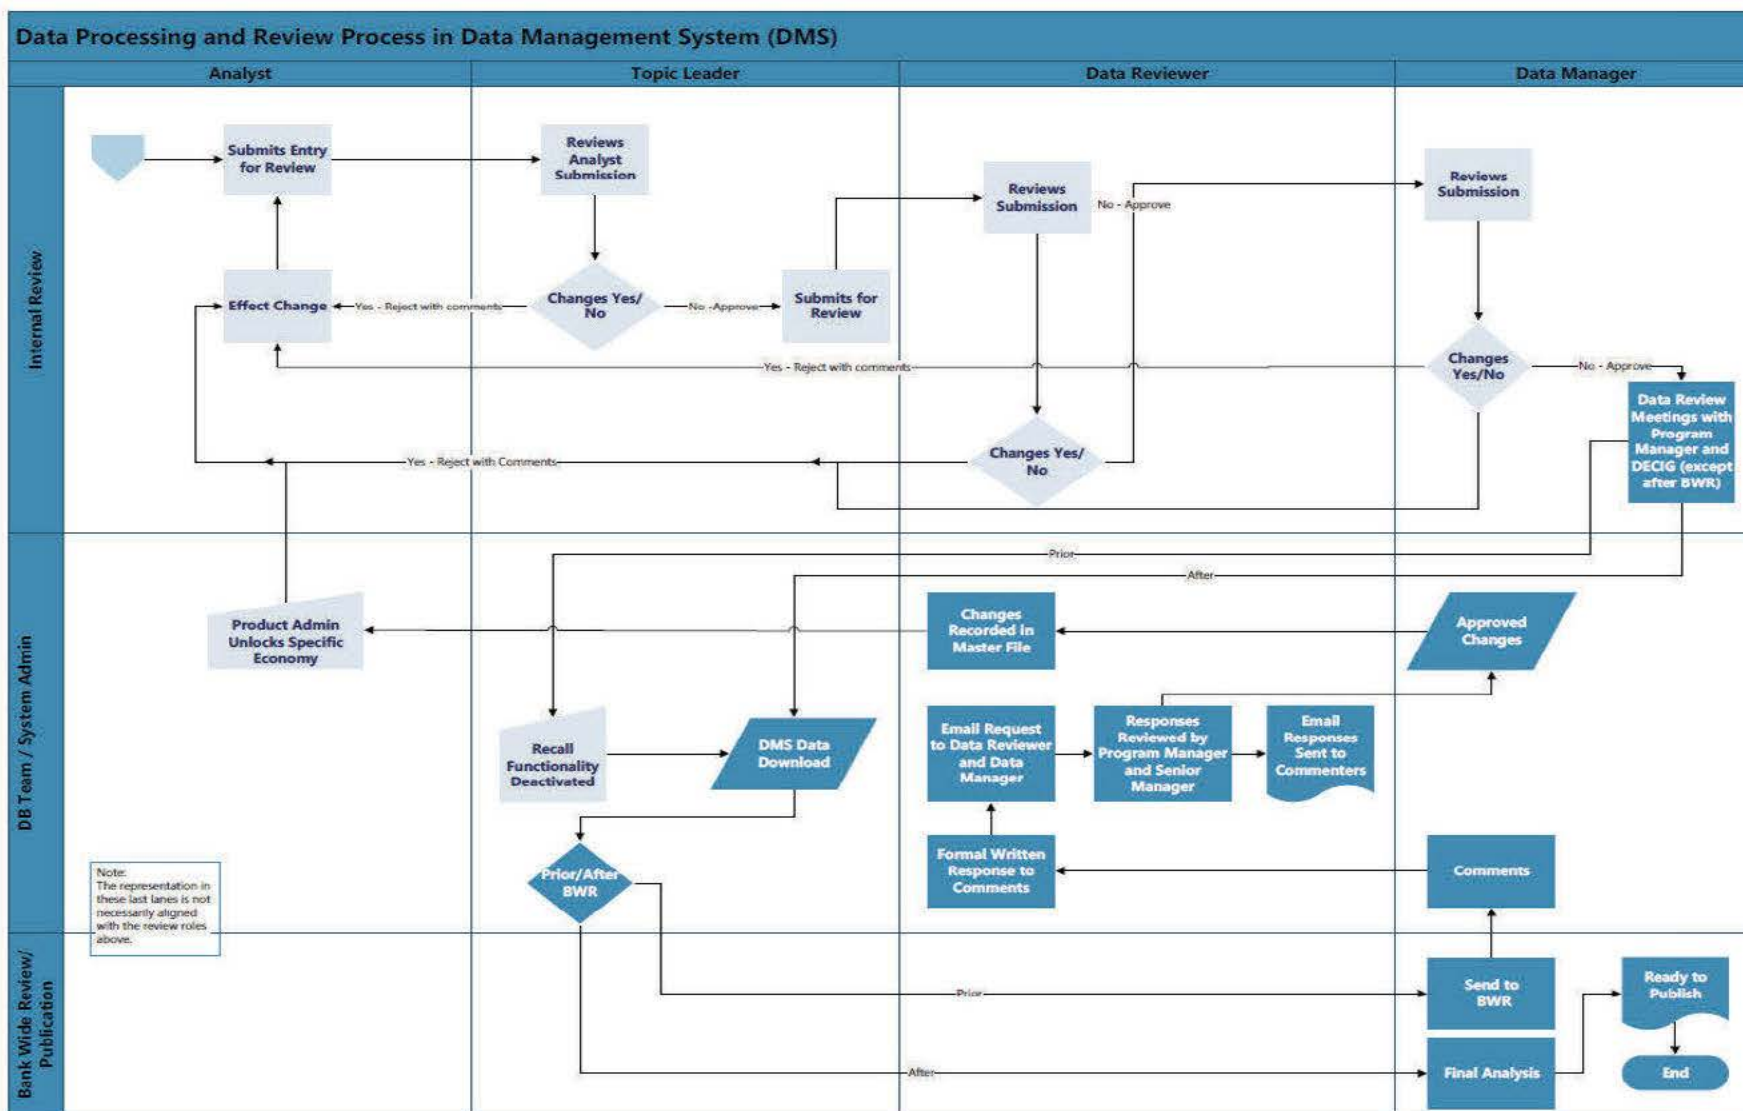 Data Processing and Review Process in Data Management System (DMS)
Analyst
Topic Leader
Data Reviewer
Data Manager
Internal Review
Submits Entry
for Review
Reviews
Analyst
Submission
Reviews
Submission
No - Approve
Reviews
Submission
Effect Change
Yes - Reject with comments
Changes Yes/
No
No -Approve
Submits for
Review
Yes - Reject with comments
Changes
Yes/No
No - Approve
Data Review
Meetings with
Program
Manager and
DECIG (except
after BWR)
Yes - Reject with Comments
Changes Yes/
No
DB Team / System Admin
Prior
After
Product Admin
Unlocks Specific
Economy
Changes
Recorded in
Master File
Approved
Changes
Recall
Functionality
Deactivated
DMS Data
Download
Email Request
to Data Reviewer
and Data
Manager
Responses
Reviewed by
Program Manager
and Senior
Manager
Email
Responses
Sent to
Commenters
Note:
The representation in
these last lanes is not
necessarily aligned
with the review roles
above.
Prior/After
BWR
Formal Written
Response to
Comments
Comments
Bank Wide Review/
Publication
Prior
Send to
BWR
Ready to
Publish
After
Final Analysis
End